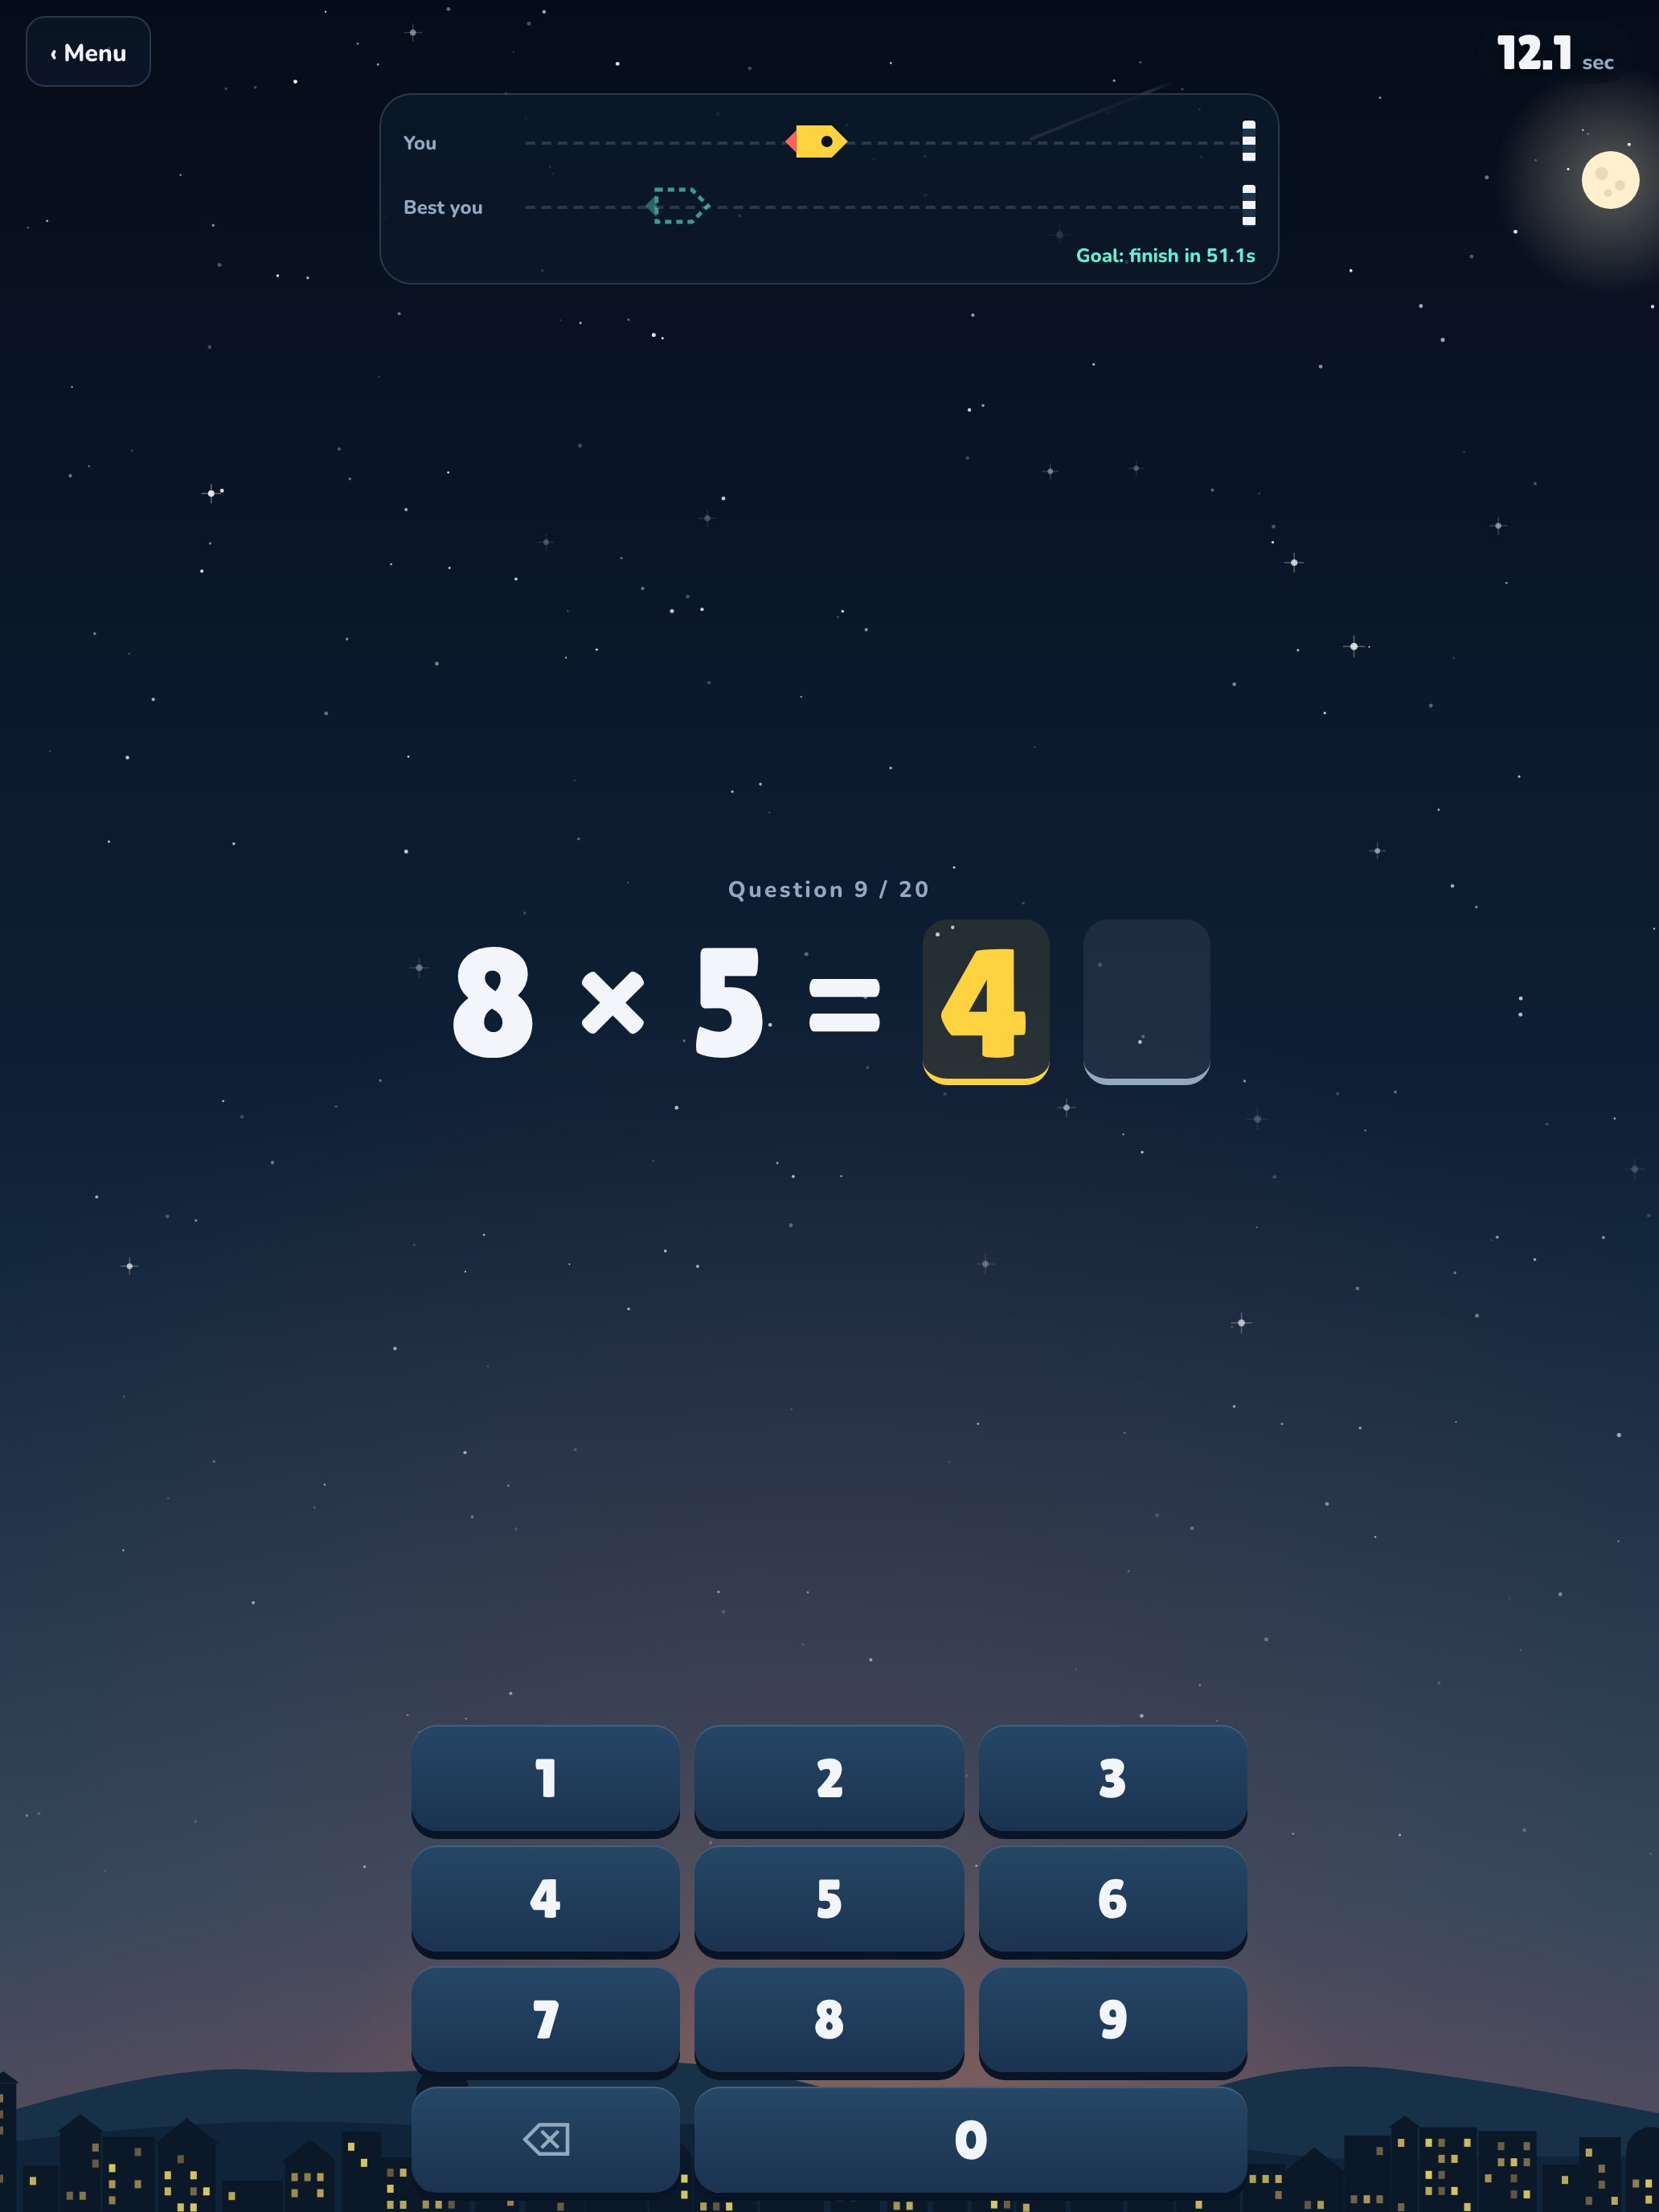 ‹ Menu
12.1 sec
You
Best you
Goal: finish in 51.1s
Question 9 / 20
8 × 5 = 4
1 2 3
4 5 6
7 8 9
0